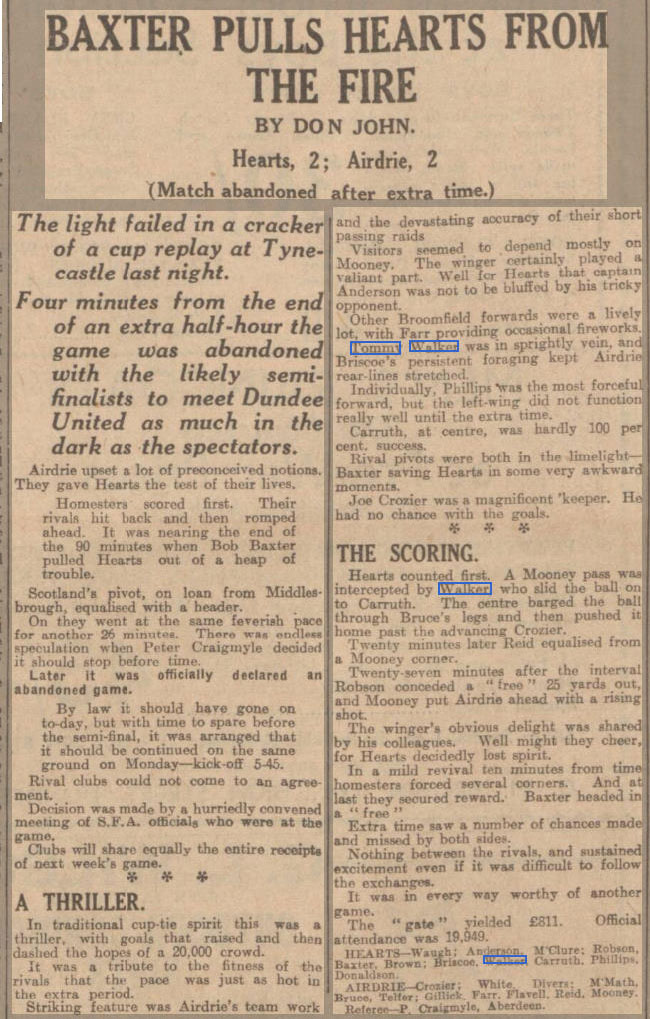 BAXTER PULLS HEARTS FROM
THE FIRE
BY DON JOHN.
Hearts, 2; Airdrie, 2
(Match abandoned after extra time.)
The light failed in a cracker
of a cup replay at Tyne-
castle last night.
Four minutes from the end
of an extra half-hour the
game was abandoned
with the likely semi-
finalists to meet Dundee
United as much in the
dark as the spectators.
Airdrie upset a lot of preconceived notions.
They gave Hearts the test of their lives.
Homesters scored first. Their
rivals hit back and then romped
ahead. It was nearing the end of
the 90 minutes when Bob Baxter
pulled Hearts out of a heap of
trouble.
Scotland's pivot, on loan from Middles-
brough, equalised with a header.
On they went at the same feverish pace
for another 26 minutes. There was endless
speculation when Peter Craigmyle decided
it should stop before time.
Later it was officially declared an
abandoned game.
By law it should have gone on
to-day, but with time to spare before
the semi-final, it was arranged that
it should be continued on the same
ground on Monday—kick-off 5-45.
Rival clubs could not come to an agree-
ment.
Decision was made by a hurriedly convened
meeting of S.F.A. officials who were at the
game.
Clubs will share equally the entire receipts
of next week's game.
* * *
A THRILLER.
In traditional cup-tie spirit this was a
thriller, with goals that raised and then
dashed the hopes of a 20,000 crowd.
It was a tribute to the fitness of the
rivals that the pace was just as hot in
the extra period.
Striking feature was Airdrie's team work
and the devastating accuracy of their short
passing raids
Visitors seemed to depend mostly on
Mooney. The winger certainly played a
valiant part. Well for Hearts that captain
Anderson was not to be bluffed by his tricky
opponent.
Other Broomfield forwards were a lively
lot, with Farr providing occasional fireworks.
Tommy Walker was in sprightly vein, and
Briscoe's persistent foraging kept Airdrie
rear-lines stretched.
Individually, Phillips was the most forceful
forward, but the left-wing did not function
really well until the extra time.
Carruth, at centre, was hardly 100 per
cent. success.
Rival pivots were both in the limelight—
Baxter saving Hearts in some very awkward
moments.
Joe Crozier was a magnificent 'keeper. He
had no chance with the goals.
* * *
THE SCORING.
Hearts counted first. A Mooney pass was
intercepted by Walker who slid the ball on
to Carruth. The centre barged the ball
through Bruce's legs and then pushed it
home past the advancing Crozier.
Twenty minutes later Reid equalised from
a Mooney corner.
Twenty-seven minutes after the interval
Robson conceded a "free" 25 yards out,
and Mooney put Airdrie ahead with a rising
shot.
The winger's obvious delight was shared
by his colleagues. Well might they cheer,
for Hearts decidedly lost spirit.
In a mild revival ten minutes from time
homesters forced several corners. And at
last they secured reward. Baxter headed in
a "free"
Extra time saw a number of chances made
and missed by both sides.
Nothing between the rivals, and sustained
excitement even if it was difficult to follow
the exchanges.
It was in every way worthy of another
game.
The "gate" yielded £811. Official
attendance was 19,949.
HEARTS—Waugh; Anderson, M'Clure; Robson,
Baxter, Brown; Briscoe, Walker, Carruth, Phillips,
Donaldson.
AIRDRIE—Crozier; White, Divers; M'Math,
Bruce, Telfer; Gillick, Farr, Flavell, Reid, Mooney.
Referee—P. Craigmyle, Aberdeen.